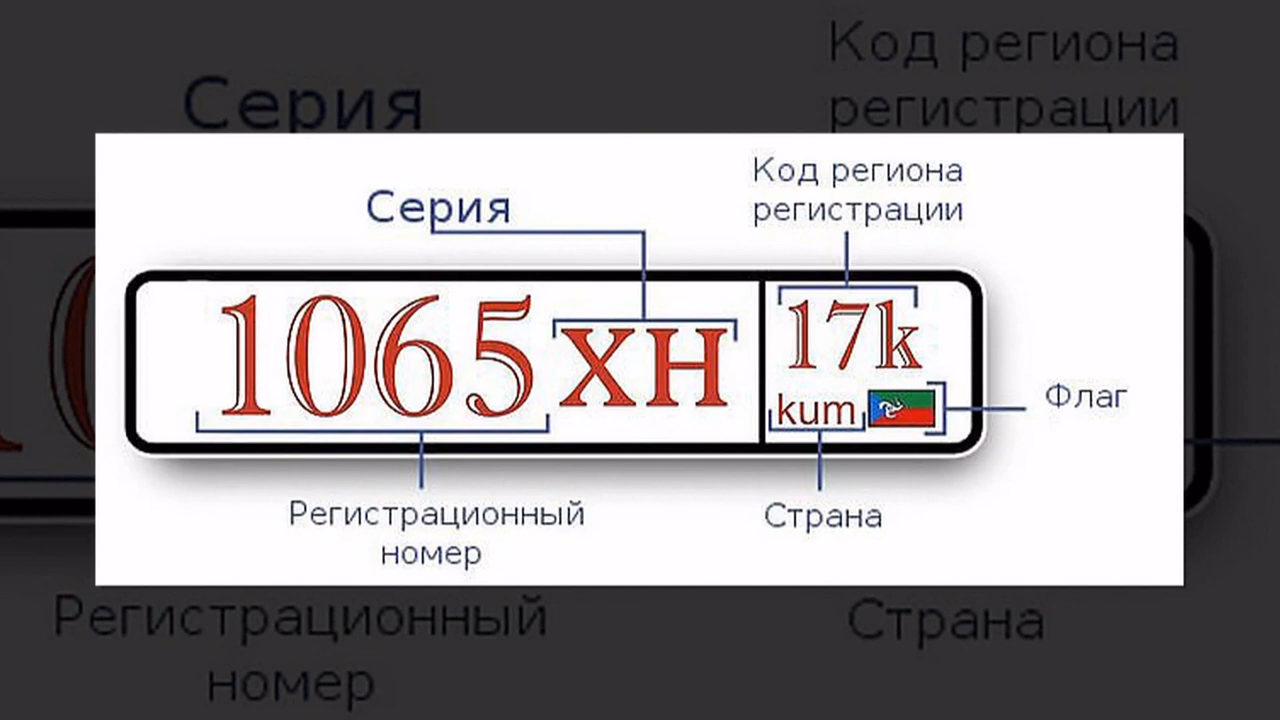 Код региона
регистрации
Серия
Код региона
регистрации
Серия
1065 XH
17k
kum
Флаг
Регистрационный
номер
Страна
Регистрационный
номер
Страна